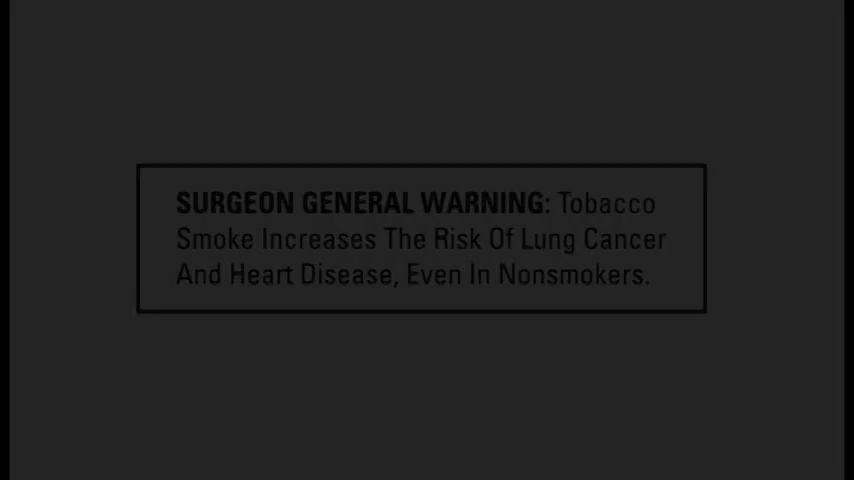 SURGEON GENERAL WARNING: Tobacco
Smoke Increases The Risk Of Lung Cancer
And Heart Disease, Even In Nonsmokers.